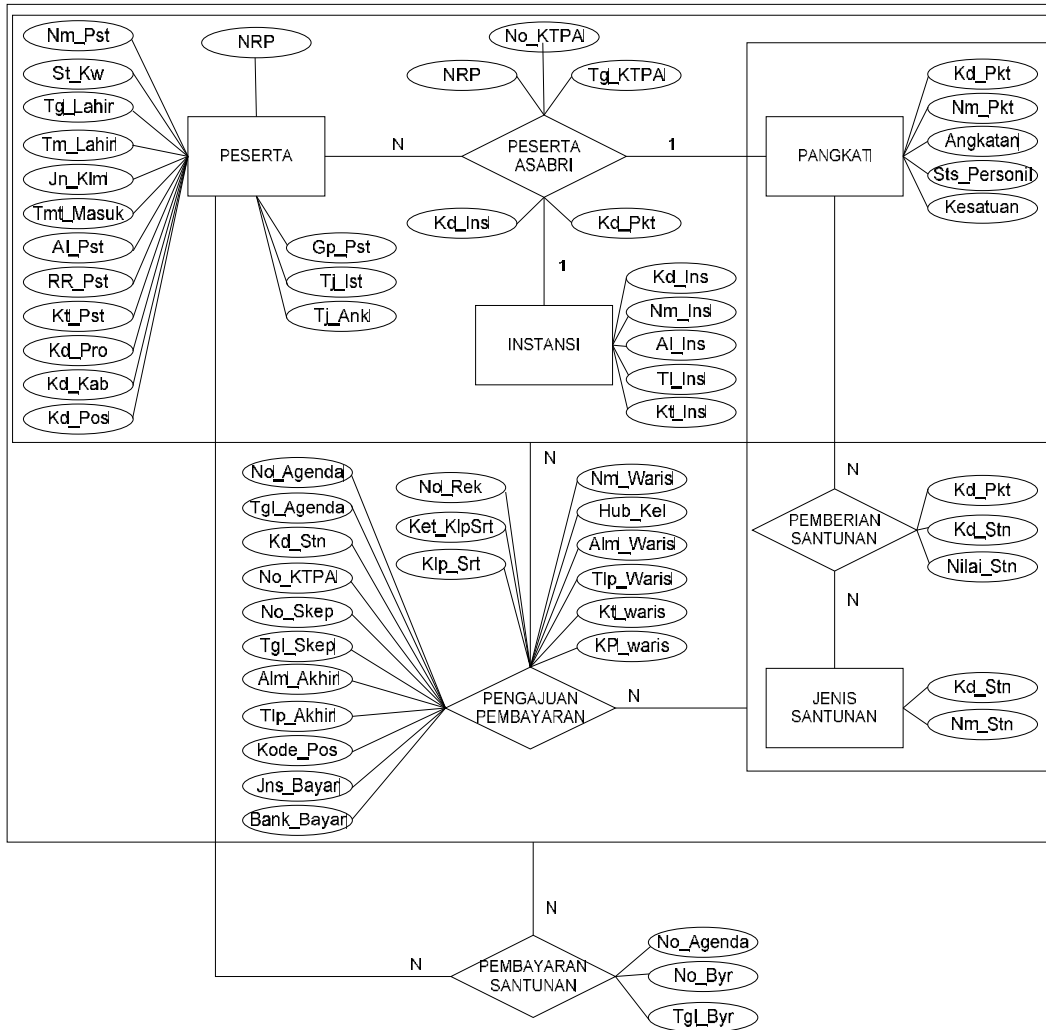 Nm_Pst
St_Kw
Tg_Lahir
Tm_Lahir
Jn_Klm
Tmt_Masuk
Al_Pst
RR_Pst
Kt_Pst
Kd_Pro
Kd_Kab
Kd_Pos
NRP
PESERTA
Gp_Pst
Tj_Ist
Tj_Ank
N
No_KTPA
NRP
Tg_KTPA
PESERTA
ASABRI
Kd_Ins
Kd_Pkt
1
1
INSTANSI
Kd_Ins
Nm_Ins
Al_Ins
Tl_Ins
Kt_Ins
PANGKAT
Kd_Pkt
Nm_Pkt
Angkatan
Sts_Personil
Kesatuan
N
PEMBERIAN
SANTUNAN
Kd_Pkt
Kd_Stn
Nilai_Stn
N
JENIS
SANTUNAN
Kd_Stn
Nm_Stn
No_Agenda
Tgl_Agenda
Kd_Stn
No_KTPA
No_Skep
Tgl_Skep
Alm_Akhir
Tlp_Akhir
Kode_Pos
Jns_Bayar
Bank_Bayar
No_Rek
Ket_KlpSrt
Klp_Srt
N
Nm_Waris
Hub_Kel
Alm_Waris
Tlp_Waris
Kt_waris
KP_waris
PENGAJUAN
PEMBAYARAN
N
N
N
PEMBAYARAN
SANTUNAN
No_Agenda
No_Byr
Tgl_Byr